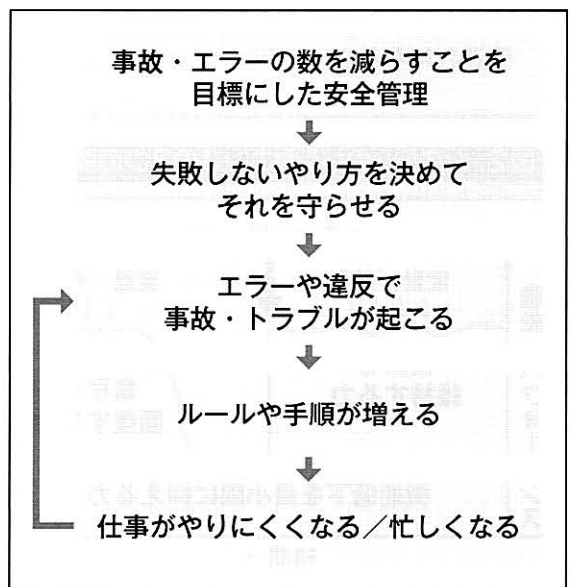 事故・エラーの数を減らすことを
目標にした安全管理
失敗しないやり方を決めて
それを守らせる
エラーや違反で
事故・トラブルが起こる
ルールや手順が増える
仕事がやりにくくなる／忙しくなる